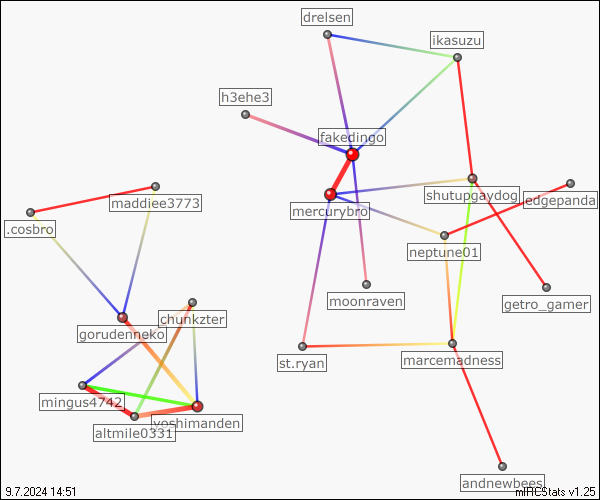 drelsen
ikasuzu
h3ehe3
fakedingo
maddiee3773
mercurybro
shutupgaydog
edgepanda
.cosbro
neptune01
moonraven
getro_gamer
chunkzter
gorudenneko
st.ryan
marcemadness
mingus4742
yoshimanden
altmile0331
andnewbees
9.7.2024 14:51
mIRCStats v1.25